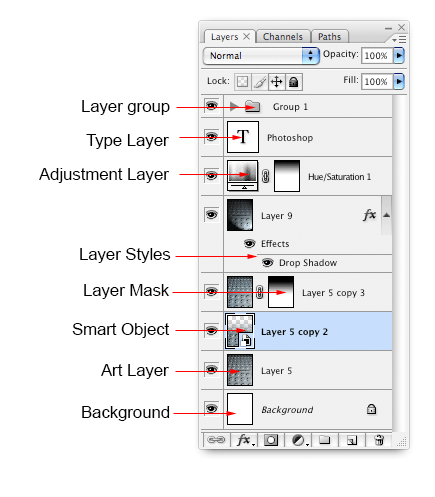 Layers × Channels Paths
Normal Opacity: 100%
Lock: Fill: 100%
Layer group Group 1
Type Layer T Photoshop
Adjustment Layer Hue/Saturation 1
Layer 9 fx
Effects
Layer Styles Drop Shadow
Layer Mask Layer 5 copy 3
Smart Object Layer 5 copy 2
Art Layer Layer 5
Background Background
fx.